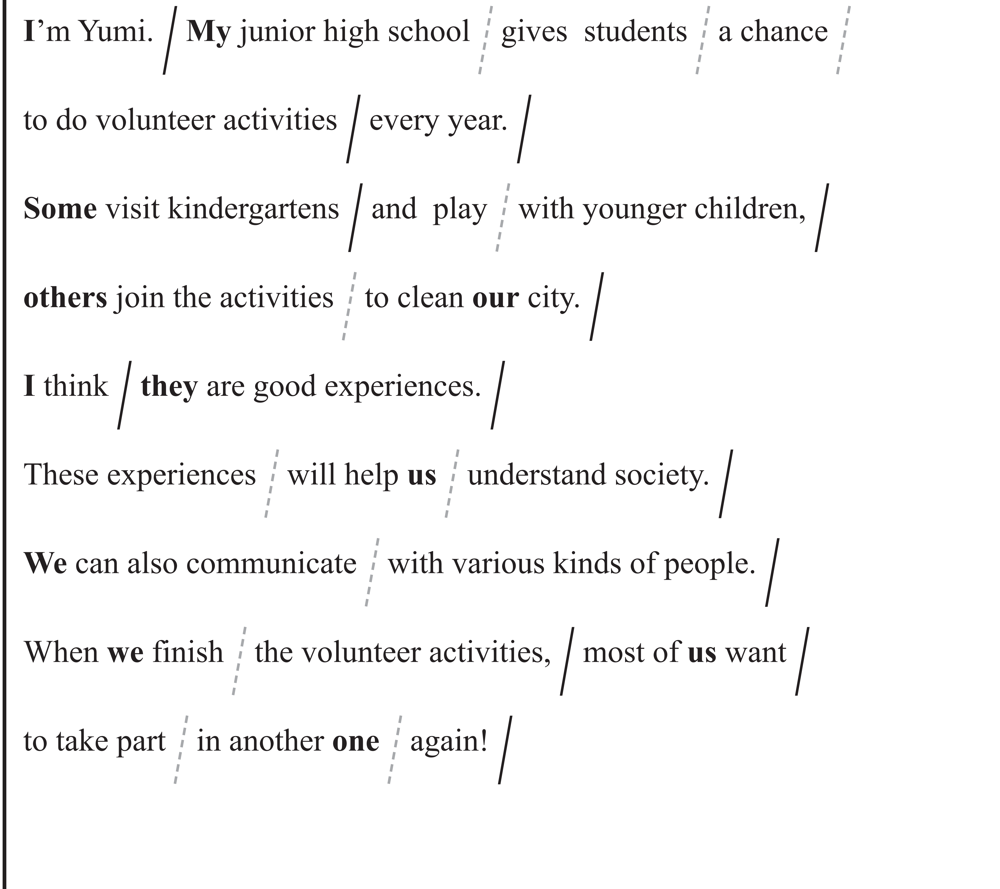 I’m Yumi. / My junior high school / gives students / a chance /
to do volunteer activities / every year. /
Some visit kindergartens / and play / with younger children, /
others join the activities / to clean our city. /
I think / they are good experiences. /
These experiences / will help us / understand society. /
We can also communicate / with various kinds of people. /
When we finish / the volunteer activities, / most of us want /
to take part / in another one / again! /